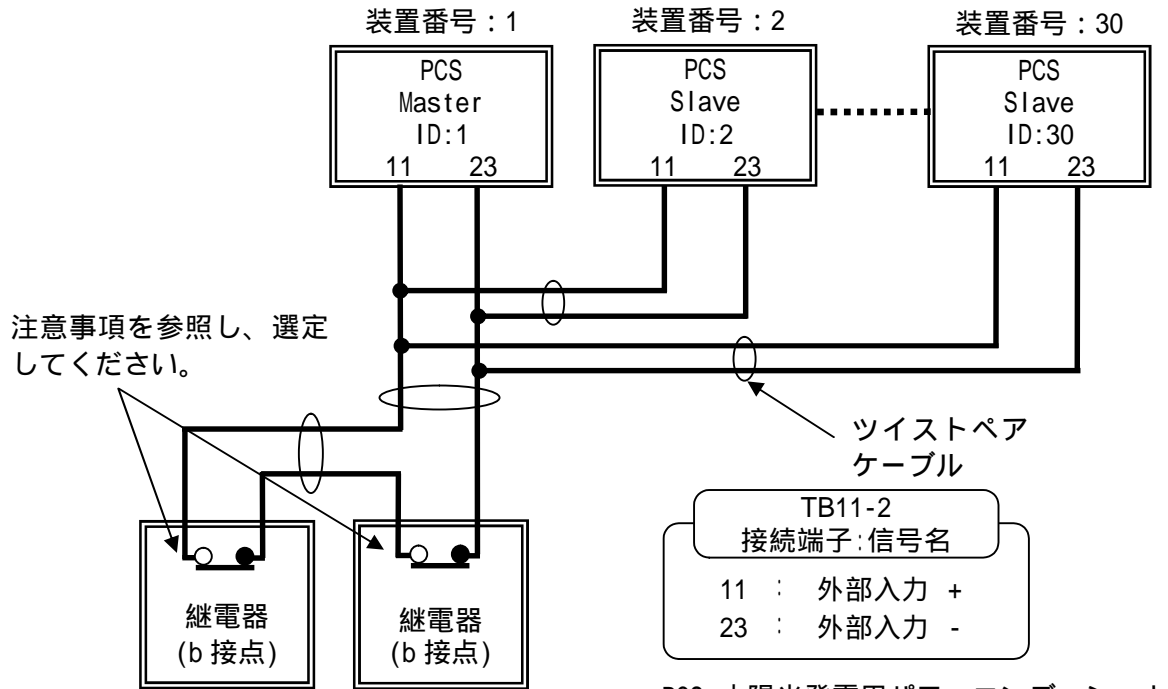 装置番号：1
装置番号：2
装置番号：30
PCS
Master
ID:1
11 23
PCS
Slave
ID:2
11 23
PCS
Slave
ID:30
11 23
注意事項を参照し、選定
してください。
ツイストペア
ケーブル
TB11-2
接続端子:信号名
11 : 外部入力 +
23 : 外部入力 -
継電器
(b 接点)
継電器
(b 接点)